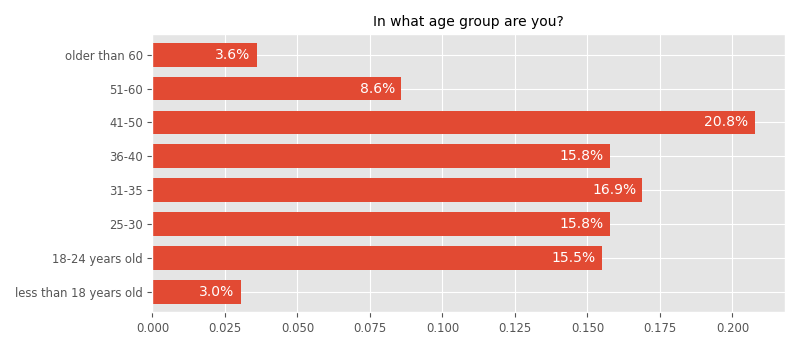 In what age group are you?
older than 60 3.6%
51-60 8.6%
41-50 20.8%
36-40 15.8%
31-35 16.9%
25-30 15.8%
18-24 years old 15.5%
less than 18 years old 3.0%
0.000 0.025 0.050 0.075 0.100 0.125 0.150 0.175 0.200